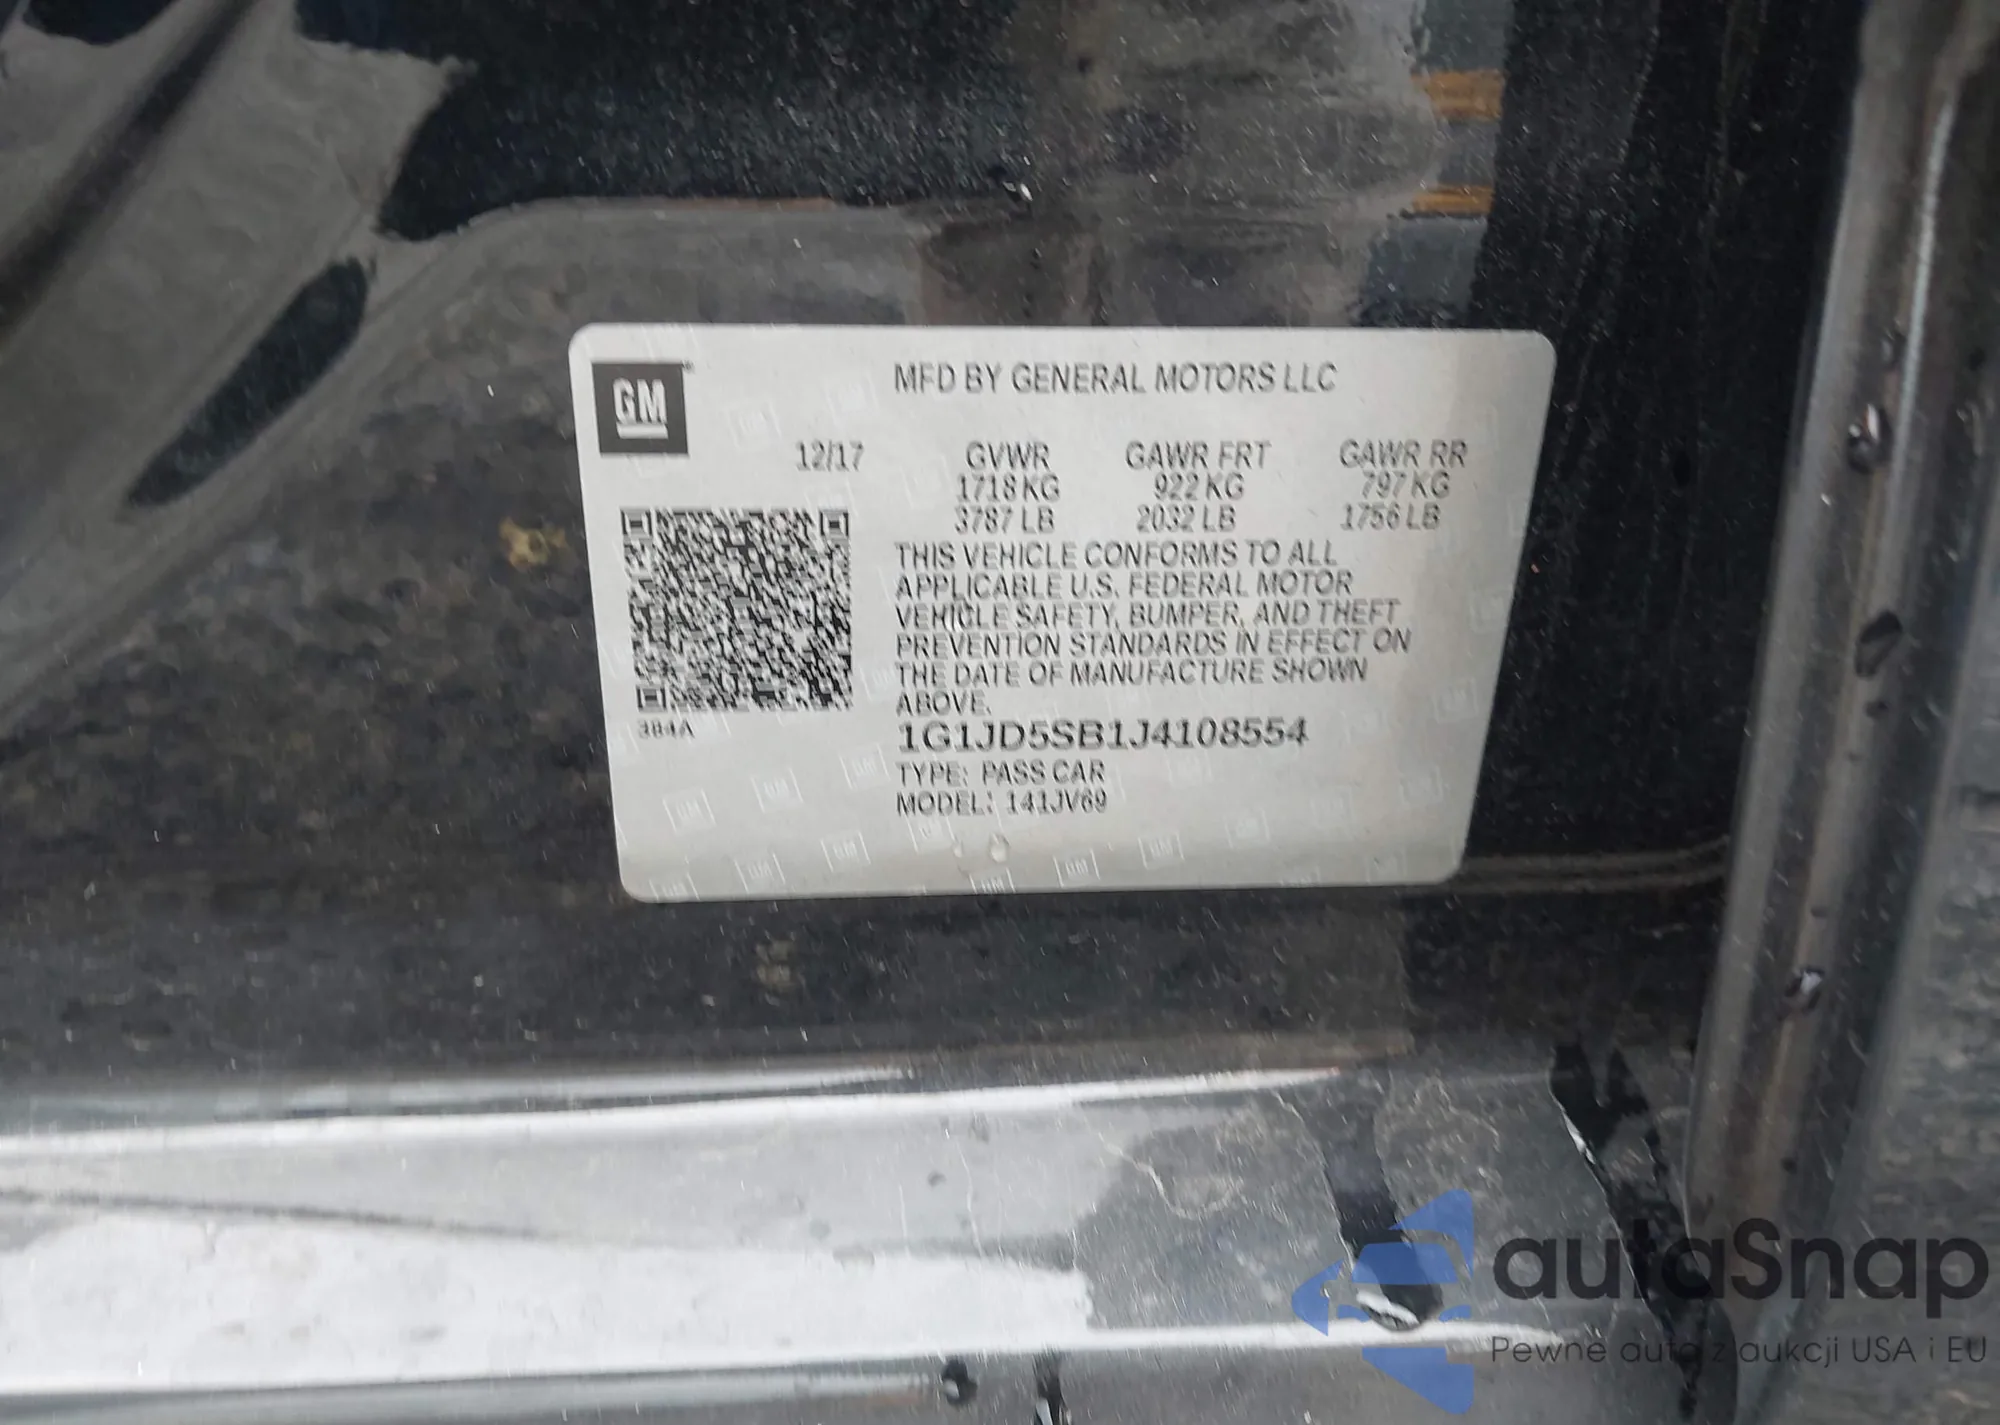 GM
MFD BY GENERAL MOTORS LLC
12/17 GVWR GAWR FRT GAWR RR
1718 KG 922 KG 797 KG
3787 LB 2032 LB 1756 LB
THIS VEHICLE CONFORMS TO ALL
APPLICABLE U.S. FEDERAL MOTOR
VEHICLE SAFETY, BUMPER, AND THEFT
PREVENTION STANDARDS IN EFFECT ON
THE DATE OF MANUFACTURE SHOWN
ABOVE.
384A
1G1JD5SB1J4108554
TYPE: PASS CAR
MODEL: 141JV69
autaSnap
Pewne auta z aukcji USA i EU